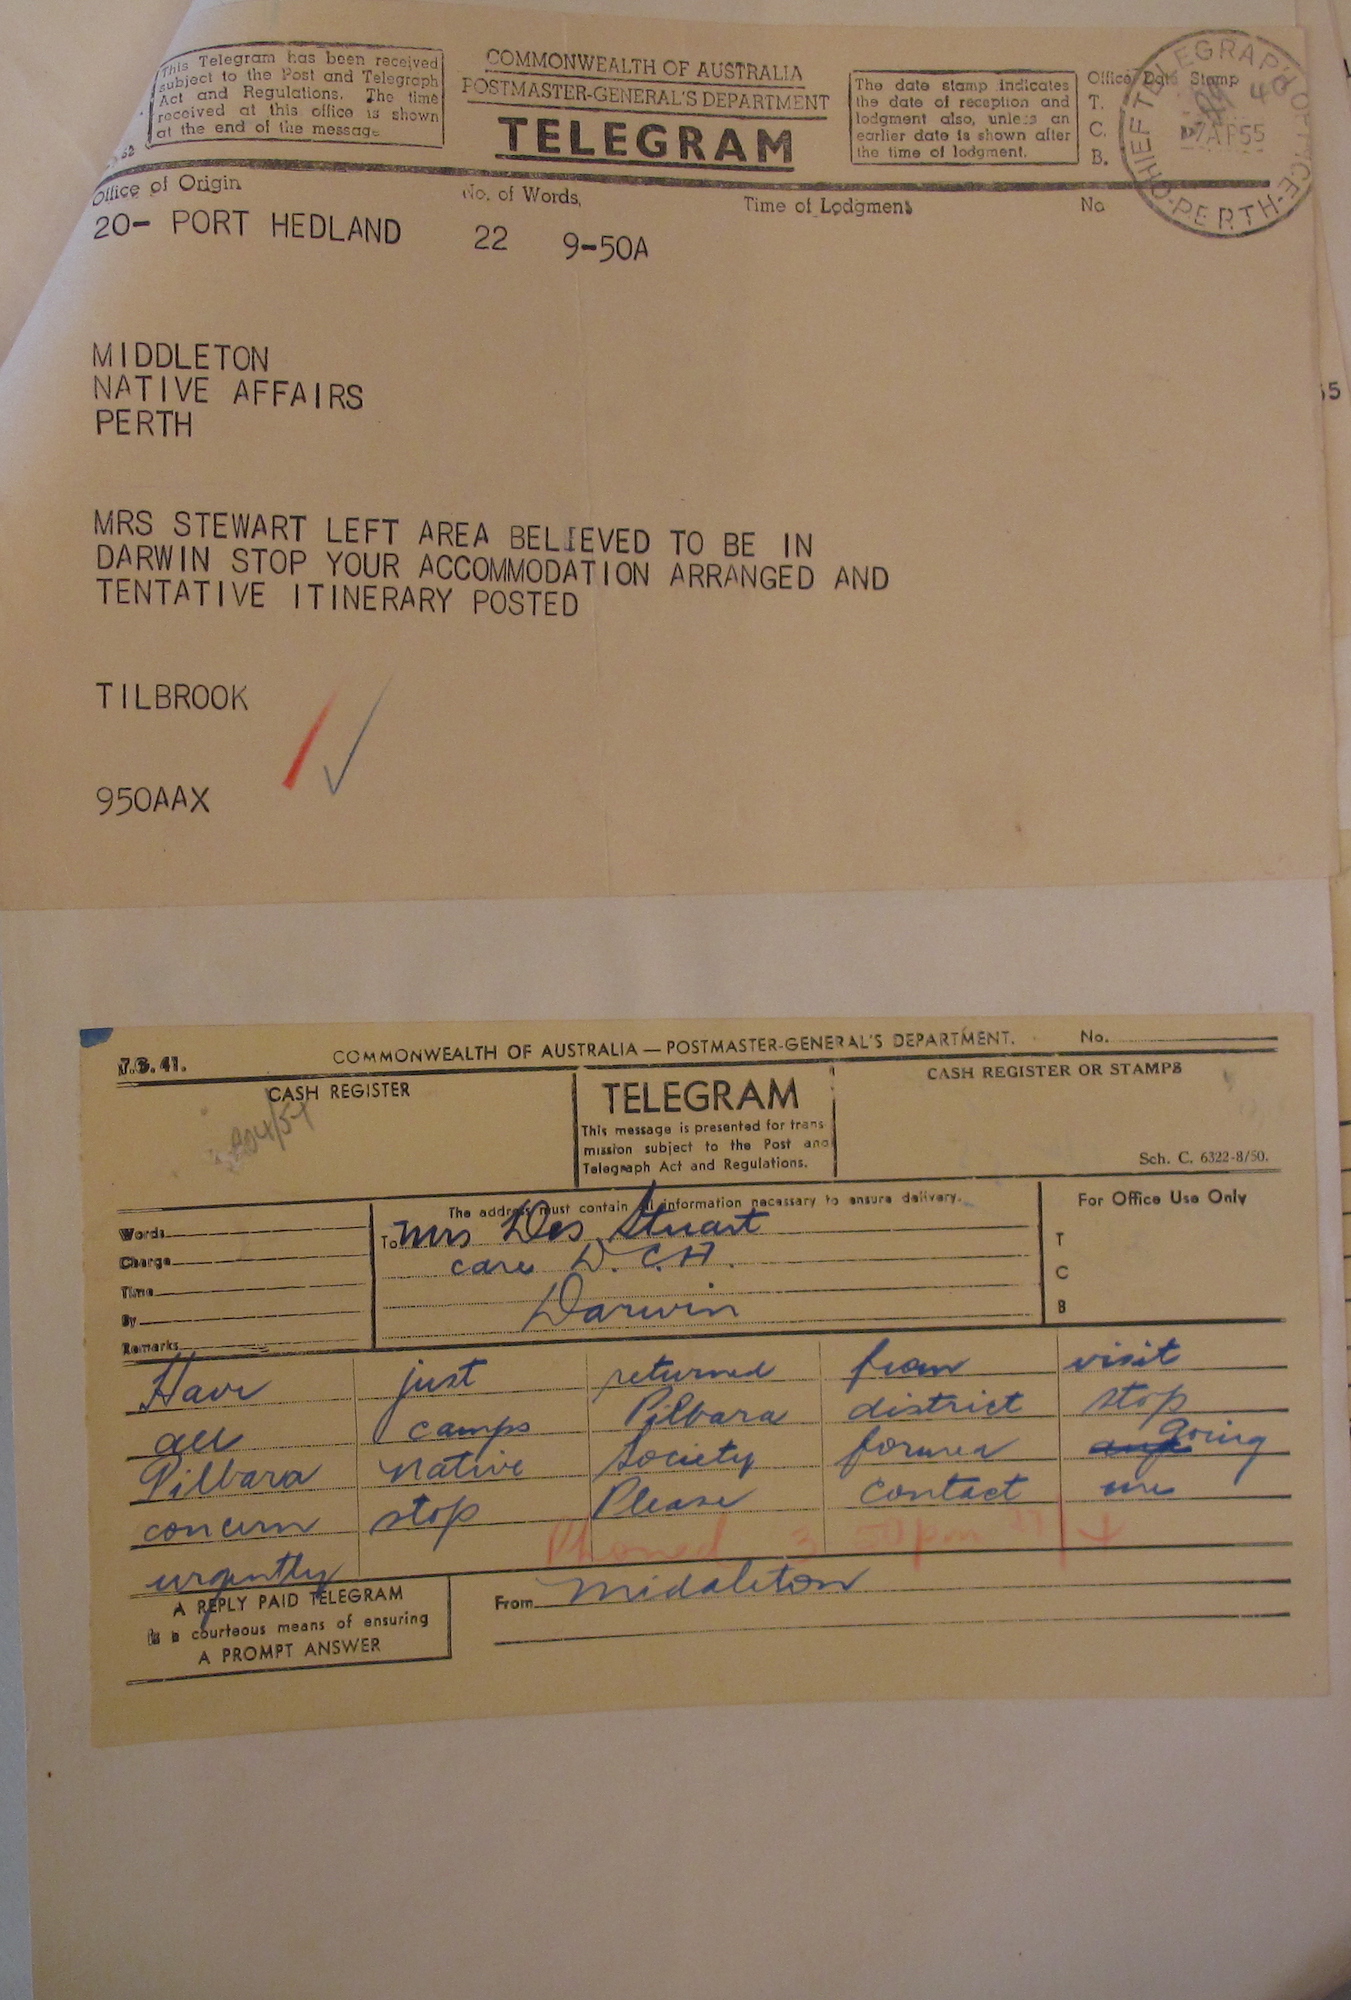 This Telegram has been received
subject to the Post and Telegraph
Act and Regulations. The time
received at this office is shown
at the end of the message
COMMONWEALTH OF AUSTRALIA
POSTMASTER-GENERAL'S DEPARTMENT
TELEGRAM
The date stamp indicates
the date of reception and
lodgment also, unless an
earlier date is shown after
the time of lodgment.
Office Date Stamp
T.
C.
B.
CHIEF TELEGRAPH OFFICE-PERTH-
4
7AP55
Office of Origin No. of Words, Time of Lodgment No
20- PORT HEDLAND 22 9-50A
MIDDLETON
NATIVE AFFAIRS
PERTH
MRS STEWART LEFT AREA BELIEVED TO BE IN
DARWIN STOP YOUR ACCOMMODATION ARRANGED AND
TENTATIVE ITINERARY POSTED
TILBROOK
950AAX
55
T.G. 41.
COMMONWEALTH OF AUSTRALIA — POSTMASTER-GENERAL'S DEPARTMENT. No.
CASH REGISTER
TELEGRAM
This message is presented for trans
mission subject to the Post and
Telegraph Act and Regulations.
CASH REGISTER OR STAMPS
Sch. C. 6322-8/50.
The address must contain all information necessary to ensure delivery.
For Office Use Only
Words
Charge
Time
By
Remarks
To Mrs Des Stuart
care D.C.A.
Darwin
T
C
B
Have just returned from visit
all camps Pilbara district stop
Pilbara Native Society former going
concern stop Please contact me
urgently
Phoned 3
A REPLY PAID TELEGRAM
is a courteous means of ensuring
A PROMPT ANSWER
From Middleton